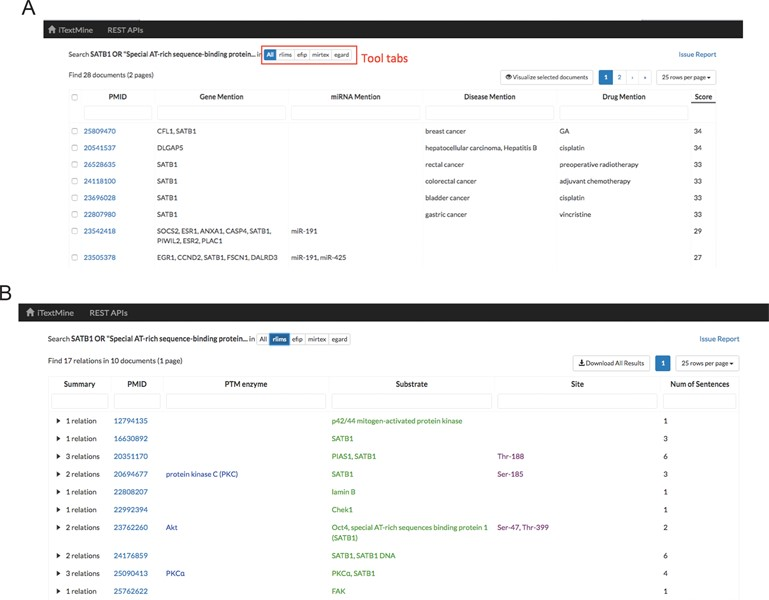 A
iTextMine REST APIs
Search SATB1 OR "Special AT-rich sequence-binding protein... in All rlims efip mirtex egard Tool tabs Issue Report
Find 28 documents (2 pages) Visualize selected documents 1 2 › » 25 rows per page
PMID Gene Mention miRNA Mention Disease Mention Drug Mention Score
25809470 CFL1, SATB1 breast cancer GA 34
20541537 DLGAP5 hepatocellular carcinoma, Hepatitis B cisplatin 34
26528635 SATB1 rectal cancer preoperative radiotherapy 33
24118100 SATB1 colorectal cancer adjuvant chemotherapy 33
23696028 SATB1 bladder cancer cisplatin 33
22807980 SATB1 gastric cancer vincristine 33
23542418 SOCS2, ESR1, ANXA1, CASP4, SATB1, miR-191 29
PIWIL2, ESR2, PLAC1
23505378 EGR1, CCND2, SATB1, FSCN1, DALRD3 miR-191, miR-425 27
B
iTextMine REST APIs
Search SATB1 OR "Special AT-rich sequence-binding protein... in All rlims efip mirtex egard Issue Report
Find 17 relations in 10 documents (1 page) Download All Results 1 25 rows per page
Summary PMID PTM enzyme Substrate Site Num of Sentences
1 relation 12794135 p42/44 mitogen-activated protein kinase 1
1 relation 16630892 SATB1 3
3 relations 20351170 PIAS1, SATB1 Thr-188 6
2 relations 20694677 protein kinase C (PKC) SATB1 Ser-185 3
1 relation 22808207 lamin B 1
1 relation 22992394 Chek1 1
2 relations 23762260 Akt Oct4, special AT-rich sequences binding protein 1 Ser-47, Thr-399 2
(SATB1)
2 relations 24176859 SATB1, SATB1 DNA 6
3 relations 25090413 PKCα PKCα, SATB1 4
1 relation 25762622 FAK 1